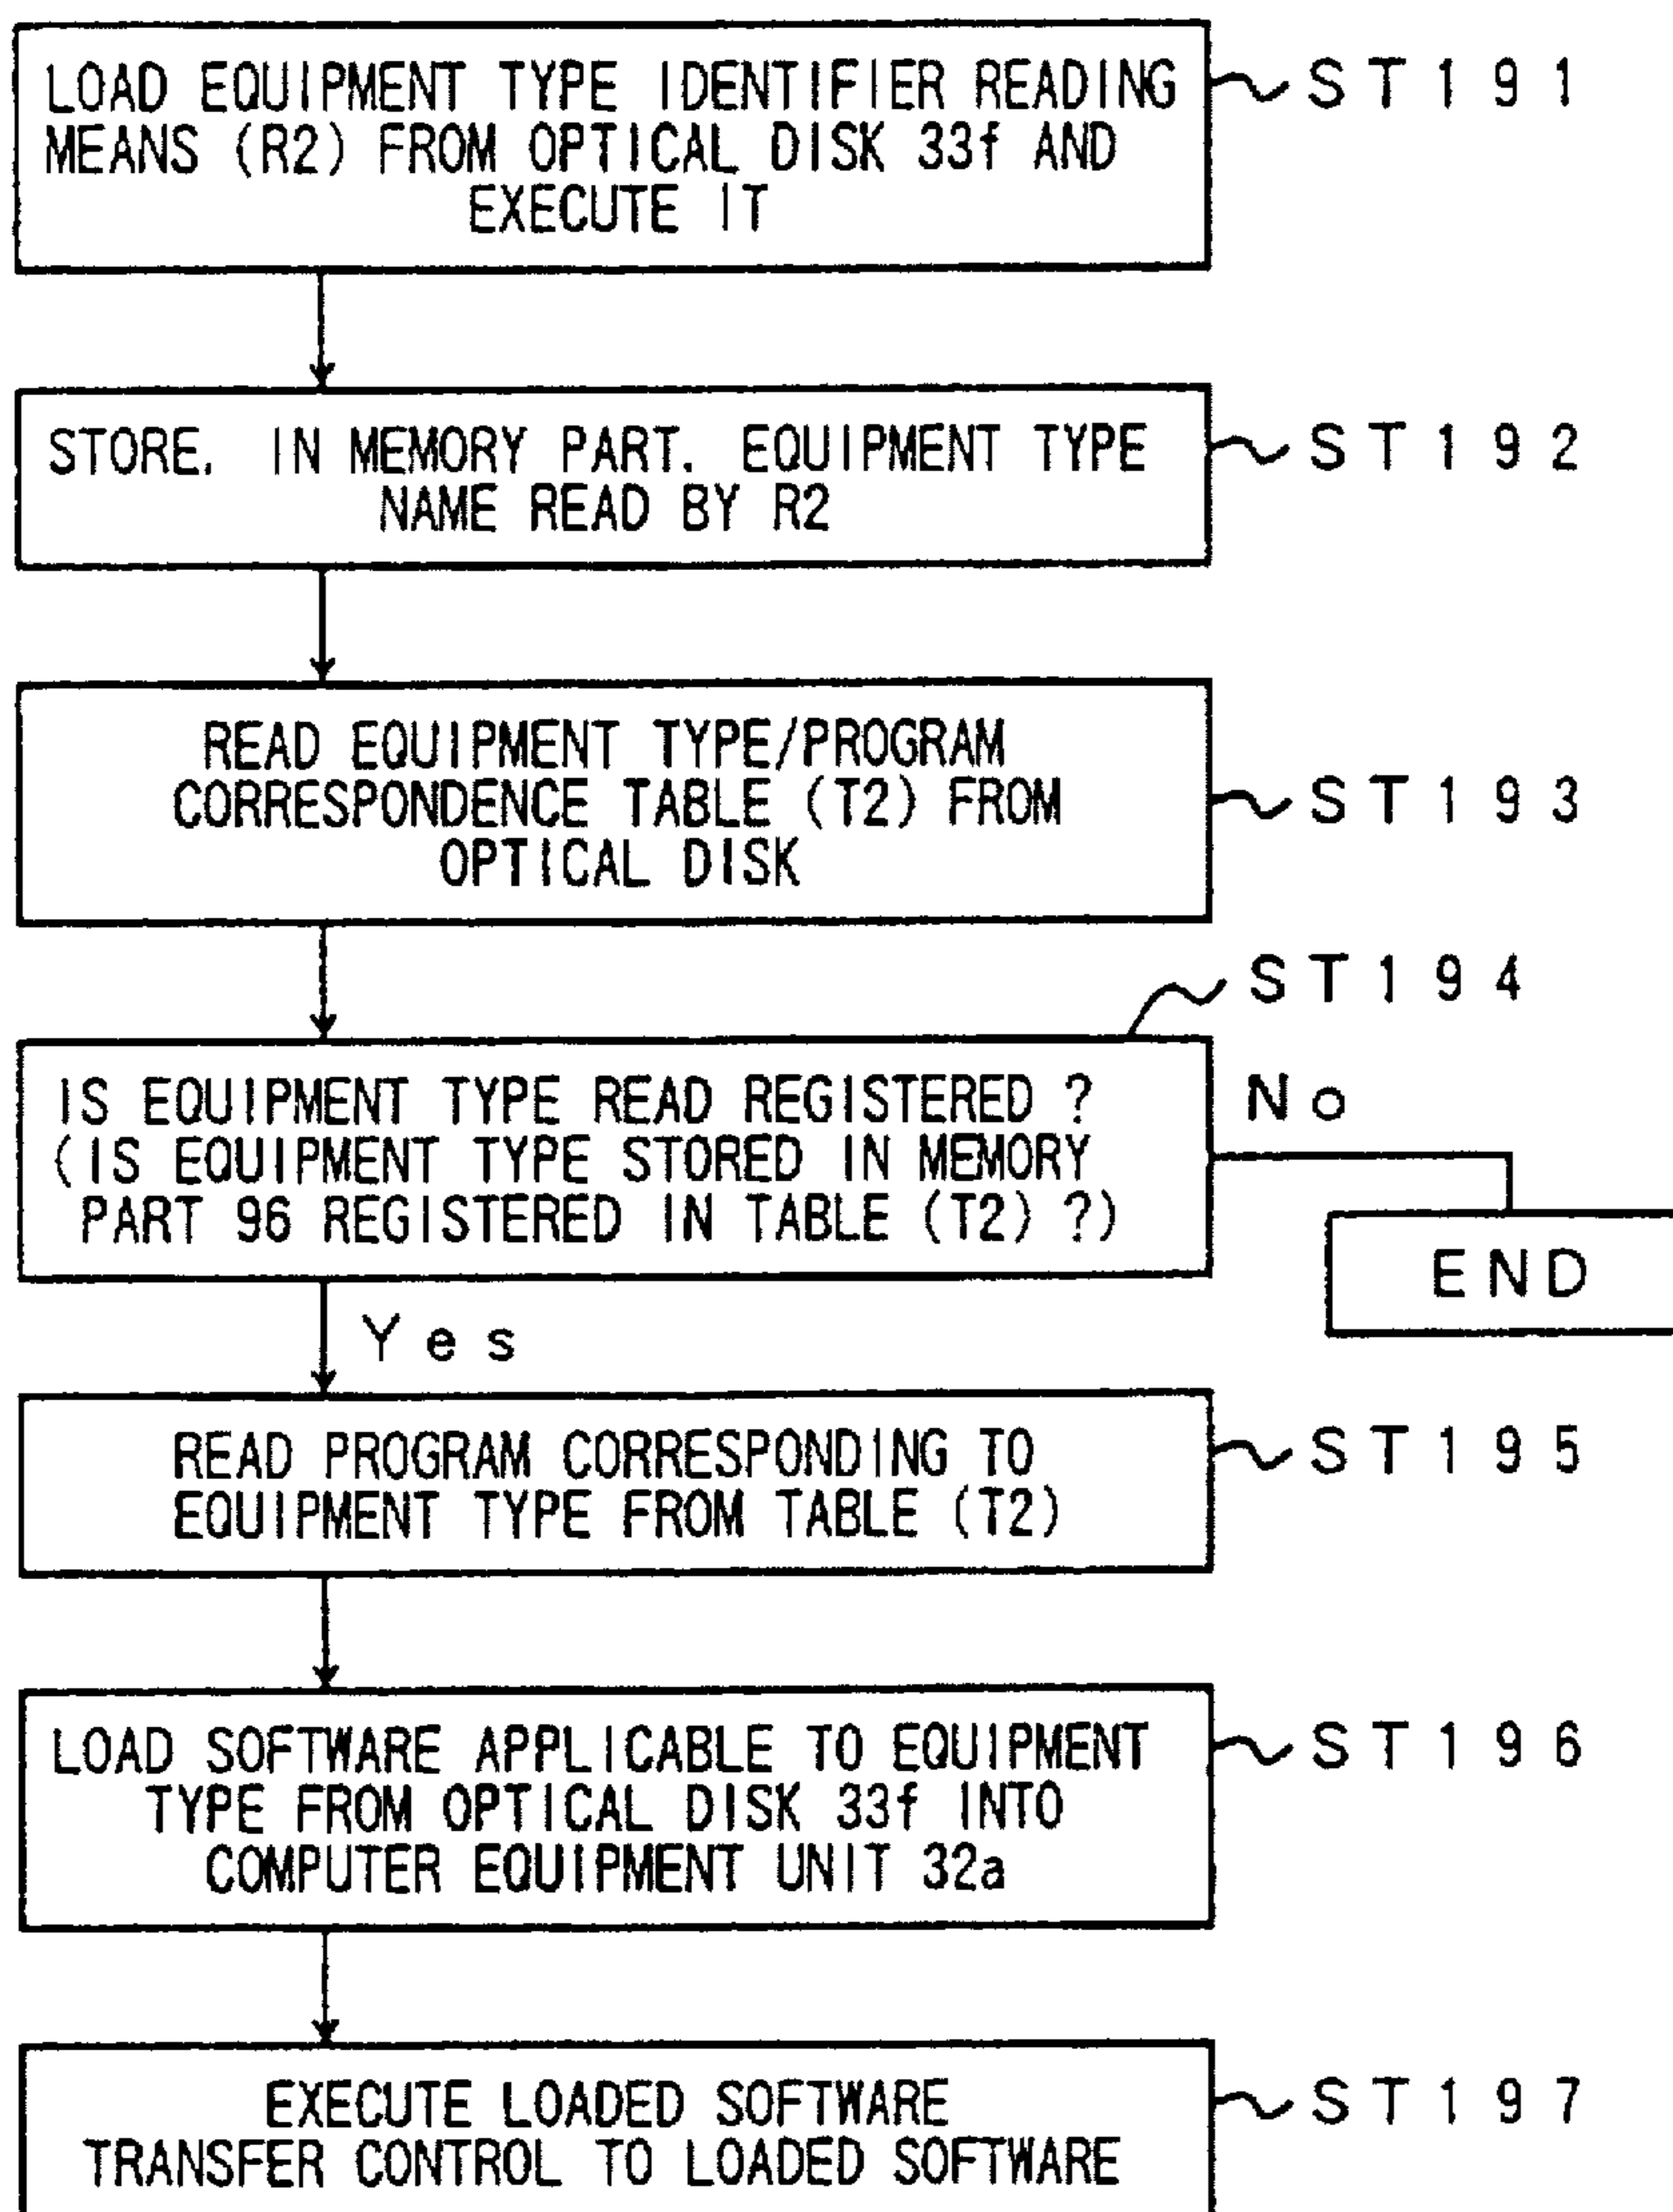 LOAD EQUIPMENT TYPE IDENTIFIER READING
MEANS (R2) FROM OPTICAL DISK 33f AND
EXECUTE IT
ST191
STORE. IN MEMORY PART. EQUIPMENT TYPE
NAME READ BY R2
ST192
READ EQUIPMENT TYPE/PROGRAM
CORRESPONDENCE TABLE (T2) FROM
OPTICAL DISK
ST193
ST194
IS EQUIPMENT TYPE READ REGISTERED ?
(IS EQUIPMENT TYPE STORED IN MEMORY
PART 96 REGISTERED IN TABLE (T2) ?)
No
END
Yes
READ PROGRAM CORRESPONDING TO
EQUIPMENT TYPE FROM TABLE (T2)
ST195
LOAD SOFTWARE APPLICABLE TO EQUIPMENT
TYPE FROM OPTICAL DISK 33f INTO
COMPUTER EQUIPMENT UNIT 32a
ST196
EXECUTE LOADED SOFTWARE
TRANSFER CONTROL TO LOADED SOFTWARE
ST197